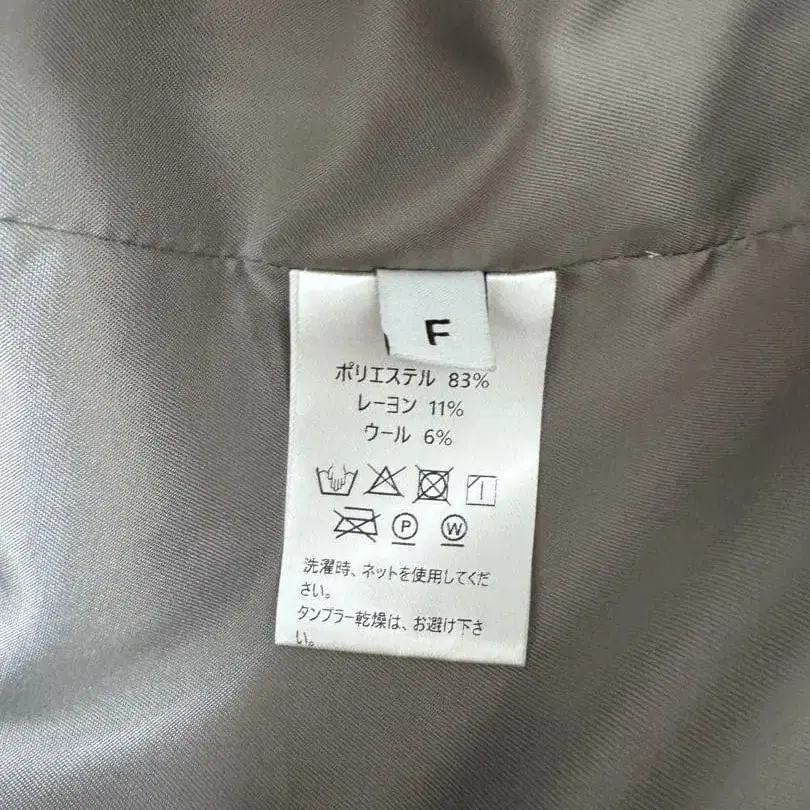 F
ポリエステル 83%
レーヨン 11%
ウール 6%
P W
洗濯時、ネットを使用してくだ
さい。
タンブラー乾燥は、お避け下さ
い。